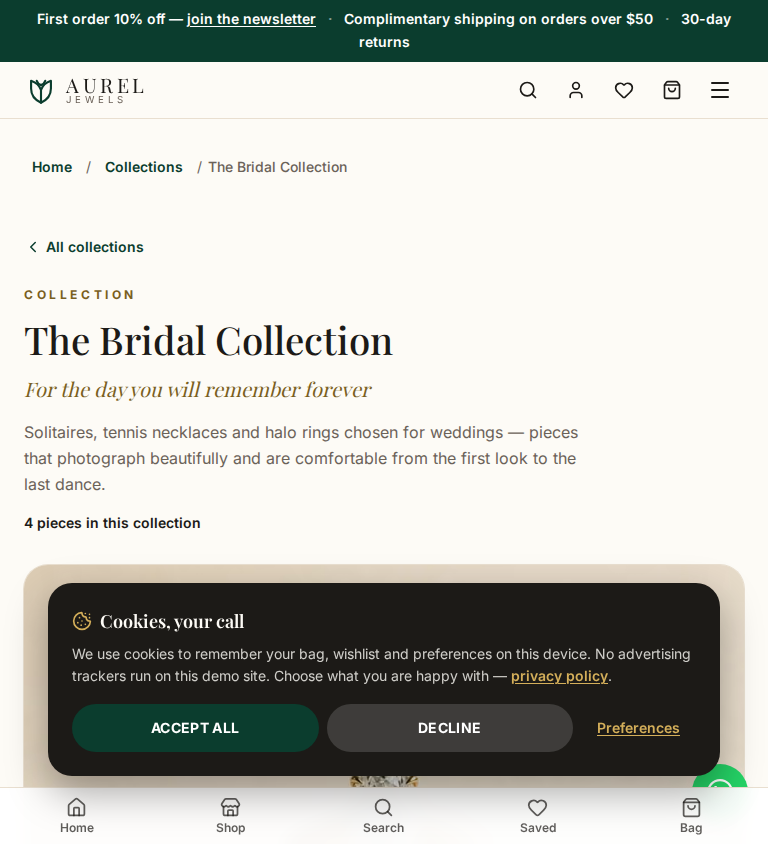 First order 10% off — join the newsletter · Complimentary shipping on orders over $50 · 30-day
returns
AUREL
JEWELS
Home / Collections / The Bridal Collection
All collections
COLLECTION
The Bridal Collection
For the day you will remember forever
Solitaires, tennis necklaces and halo rings chosen for weddings — pieces
that photograph beautifully and are comfortable from the first look to the
last dance.
4 pieces in this collection
Cookies, your call
We use cookies to remember your bag, wishlist and preferences on this device. No advertising
trackers run on this demo site. Choose what you are happy with — privacy policy.
ACCEPT ALL DECLINE Preferences
Home Shop Search Saved Bag